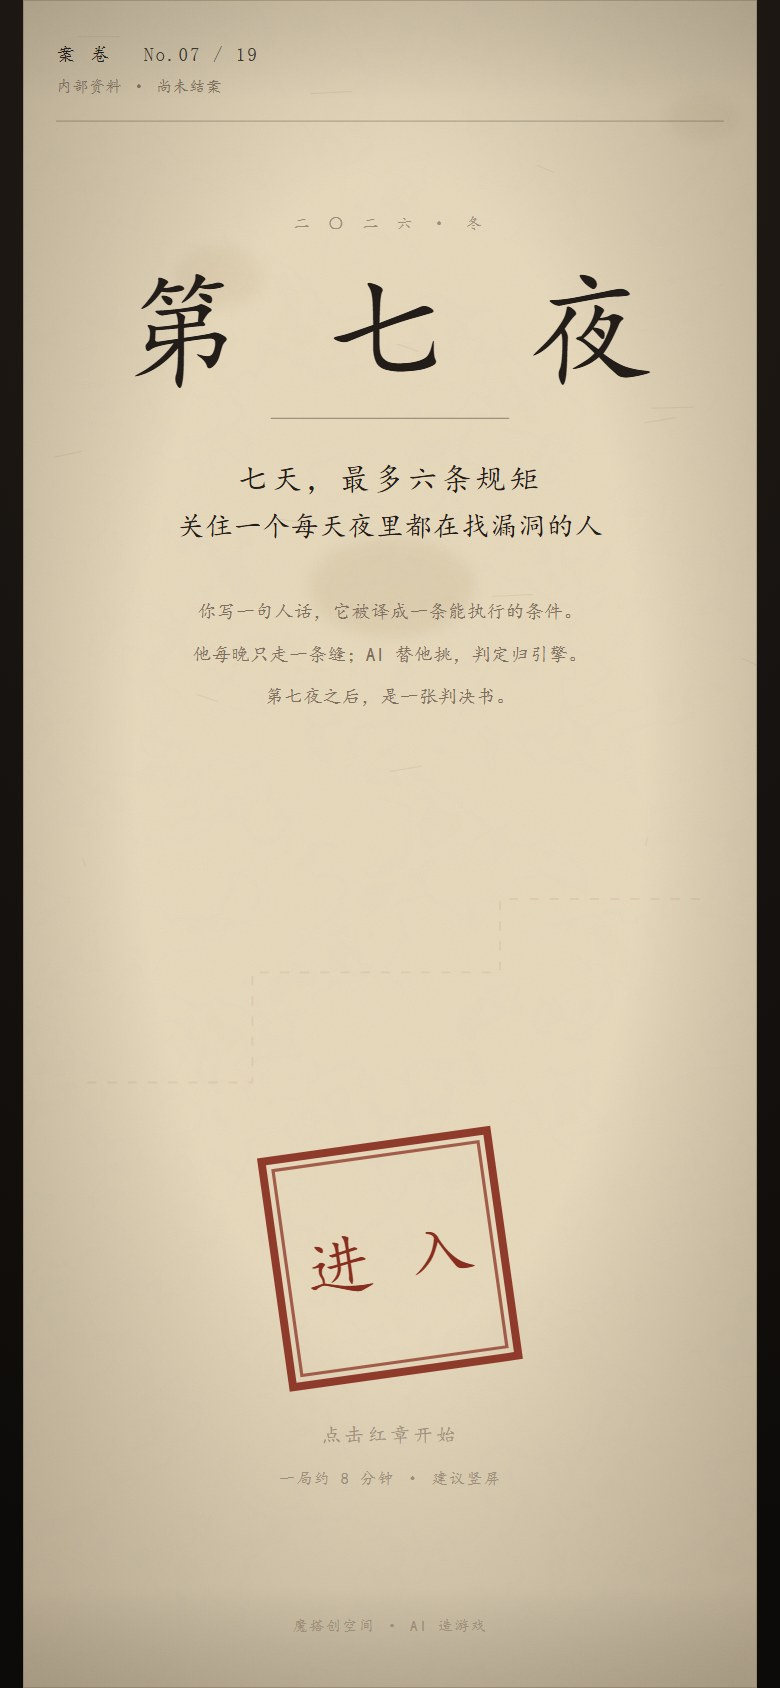 案 卷 No.07 / 19
内部资料 • 尚未结案
二 〇 二 六 • 冬
第 七 夜
七天，最多六条规矩
关住一个每天夜里都在找漏洞的人
你写一句人话，它被译成一条能执行的条件。
他每晚只走一条缝；AI 替他挑，判定归引擎。
第七夜之后，是一张判决书。
进 入
点击红章开始
一局约 8 分钟 • 建议竖屏
魔搭创空间 • AI 造游戏